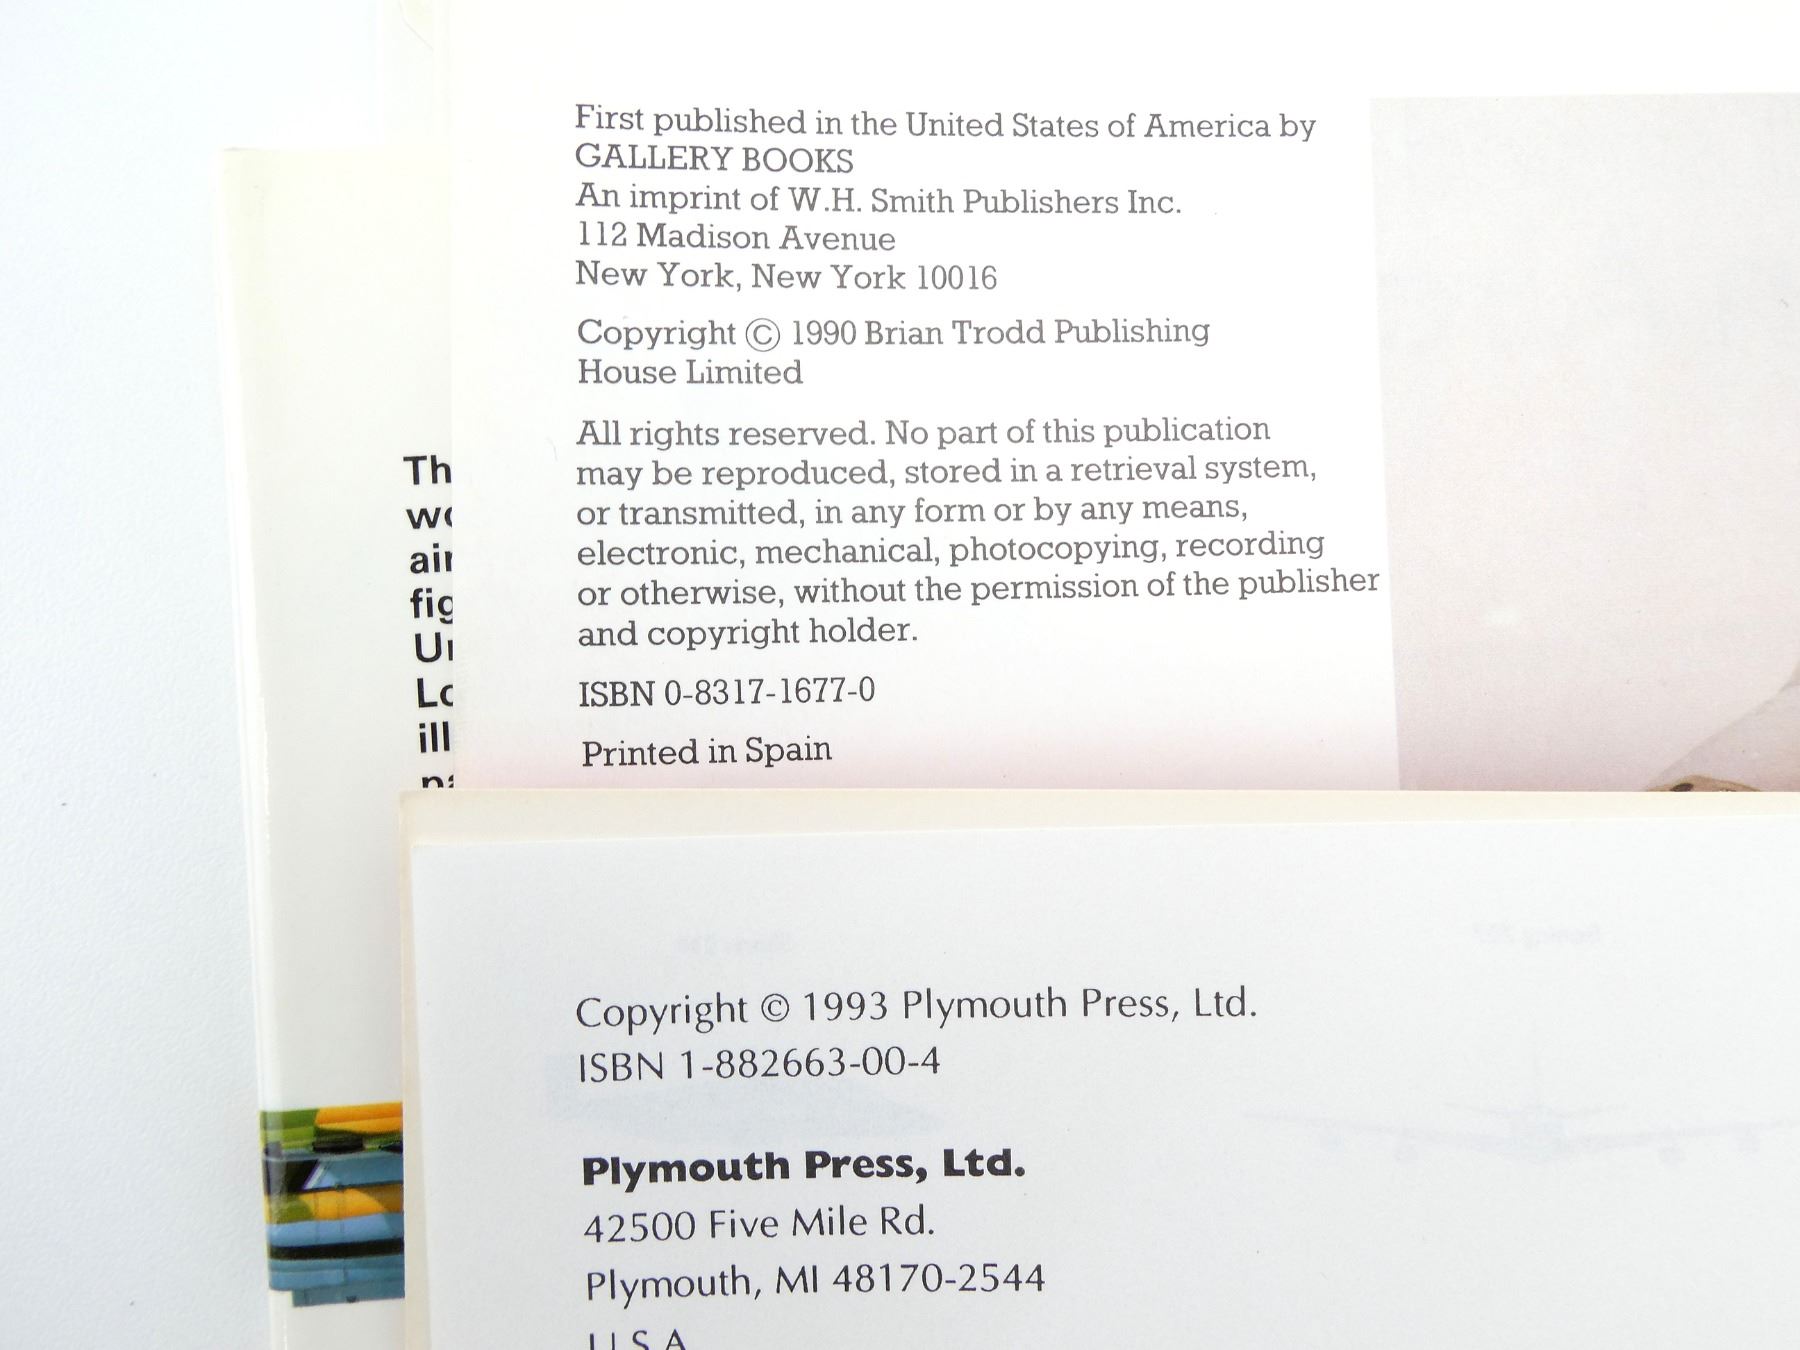 First published in the United States of America by
GALLERY BOOKS
An imprint of W.H. Smith Publishers Inc.
112 Madison Avenue
New York, New York 10016
Copyright © 1990 Brian Trodd Publishing
House Limited
All rights reserved. No part of this publication
may be reproduced, stored in a retrieval system,
or transmitted, in any form or by any means,
electronic, mechanical, photocopying, recording
or otherwise, without the permission of the publisher
and copyright holder.
ISBN 0-8317-1677-0
Printed in Spain
Th
air
fig
ill
Copyright © 1993 Plymouth Press, Ltd.
ISBN 1-882663-00-4
Plymouth Press, Ltd.
42500 Five Mile Rd.
Plymouth, MI 48170-2544
U.S.A.